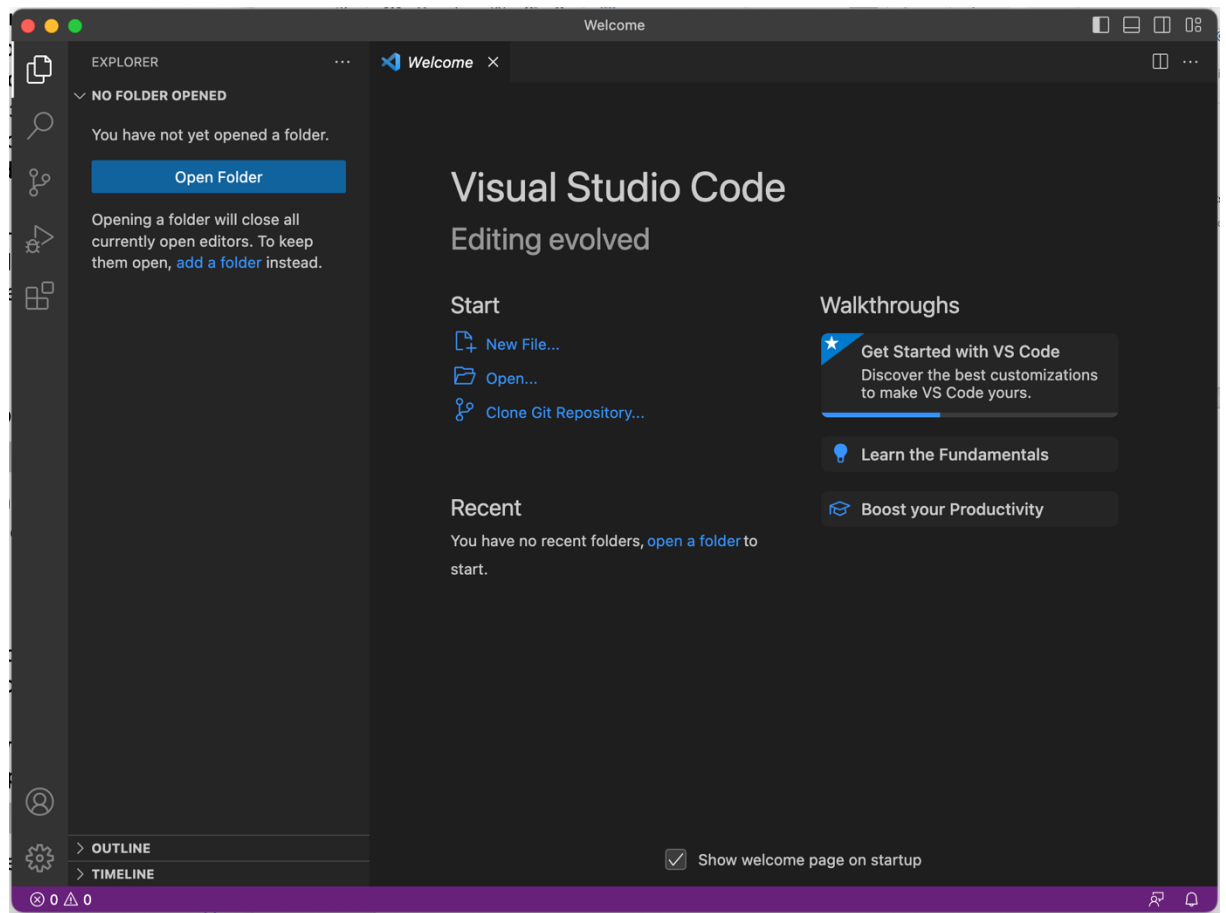 Welcome
EXPLORER
Welcome
NO FOLDER OPENED
You have not yet opened a folder.
Open Folder
Opening a folder will close all
currently open editors. To keep
them open, add a folder instead.
Visual Studio Code
Editing evolved
Start
New File...
Open...
Clone Git Repository...
Recent
You have no recent folders, open a folder to
start.
Walkthroughs
Get Started with VS Code
Discover the best customizations
to make VS Code yours.
Learn the Fundamentals
Boost your Productivity
OUTLINE
TIMELINE
Show welcome page on startup
0 0